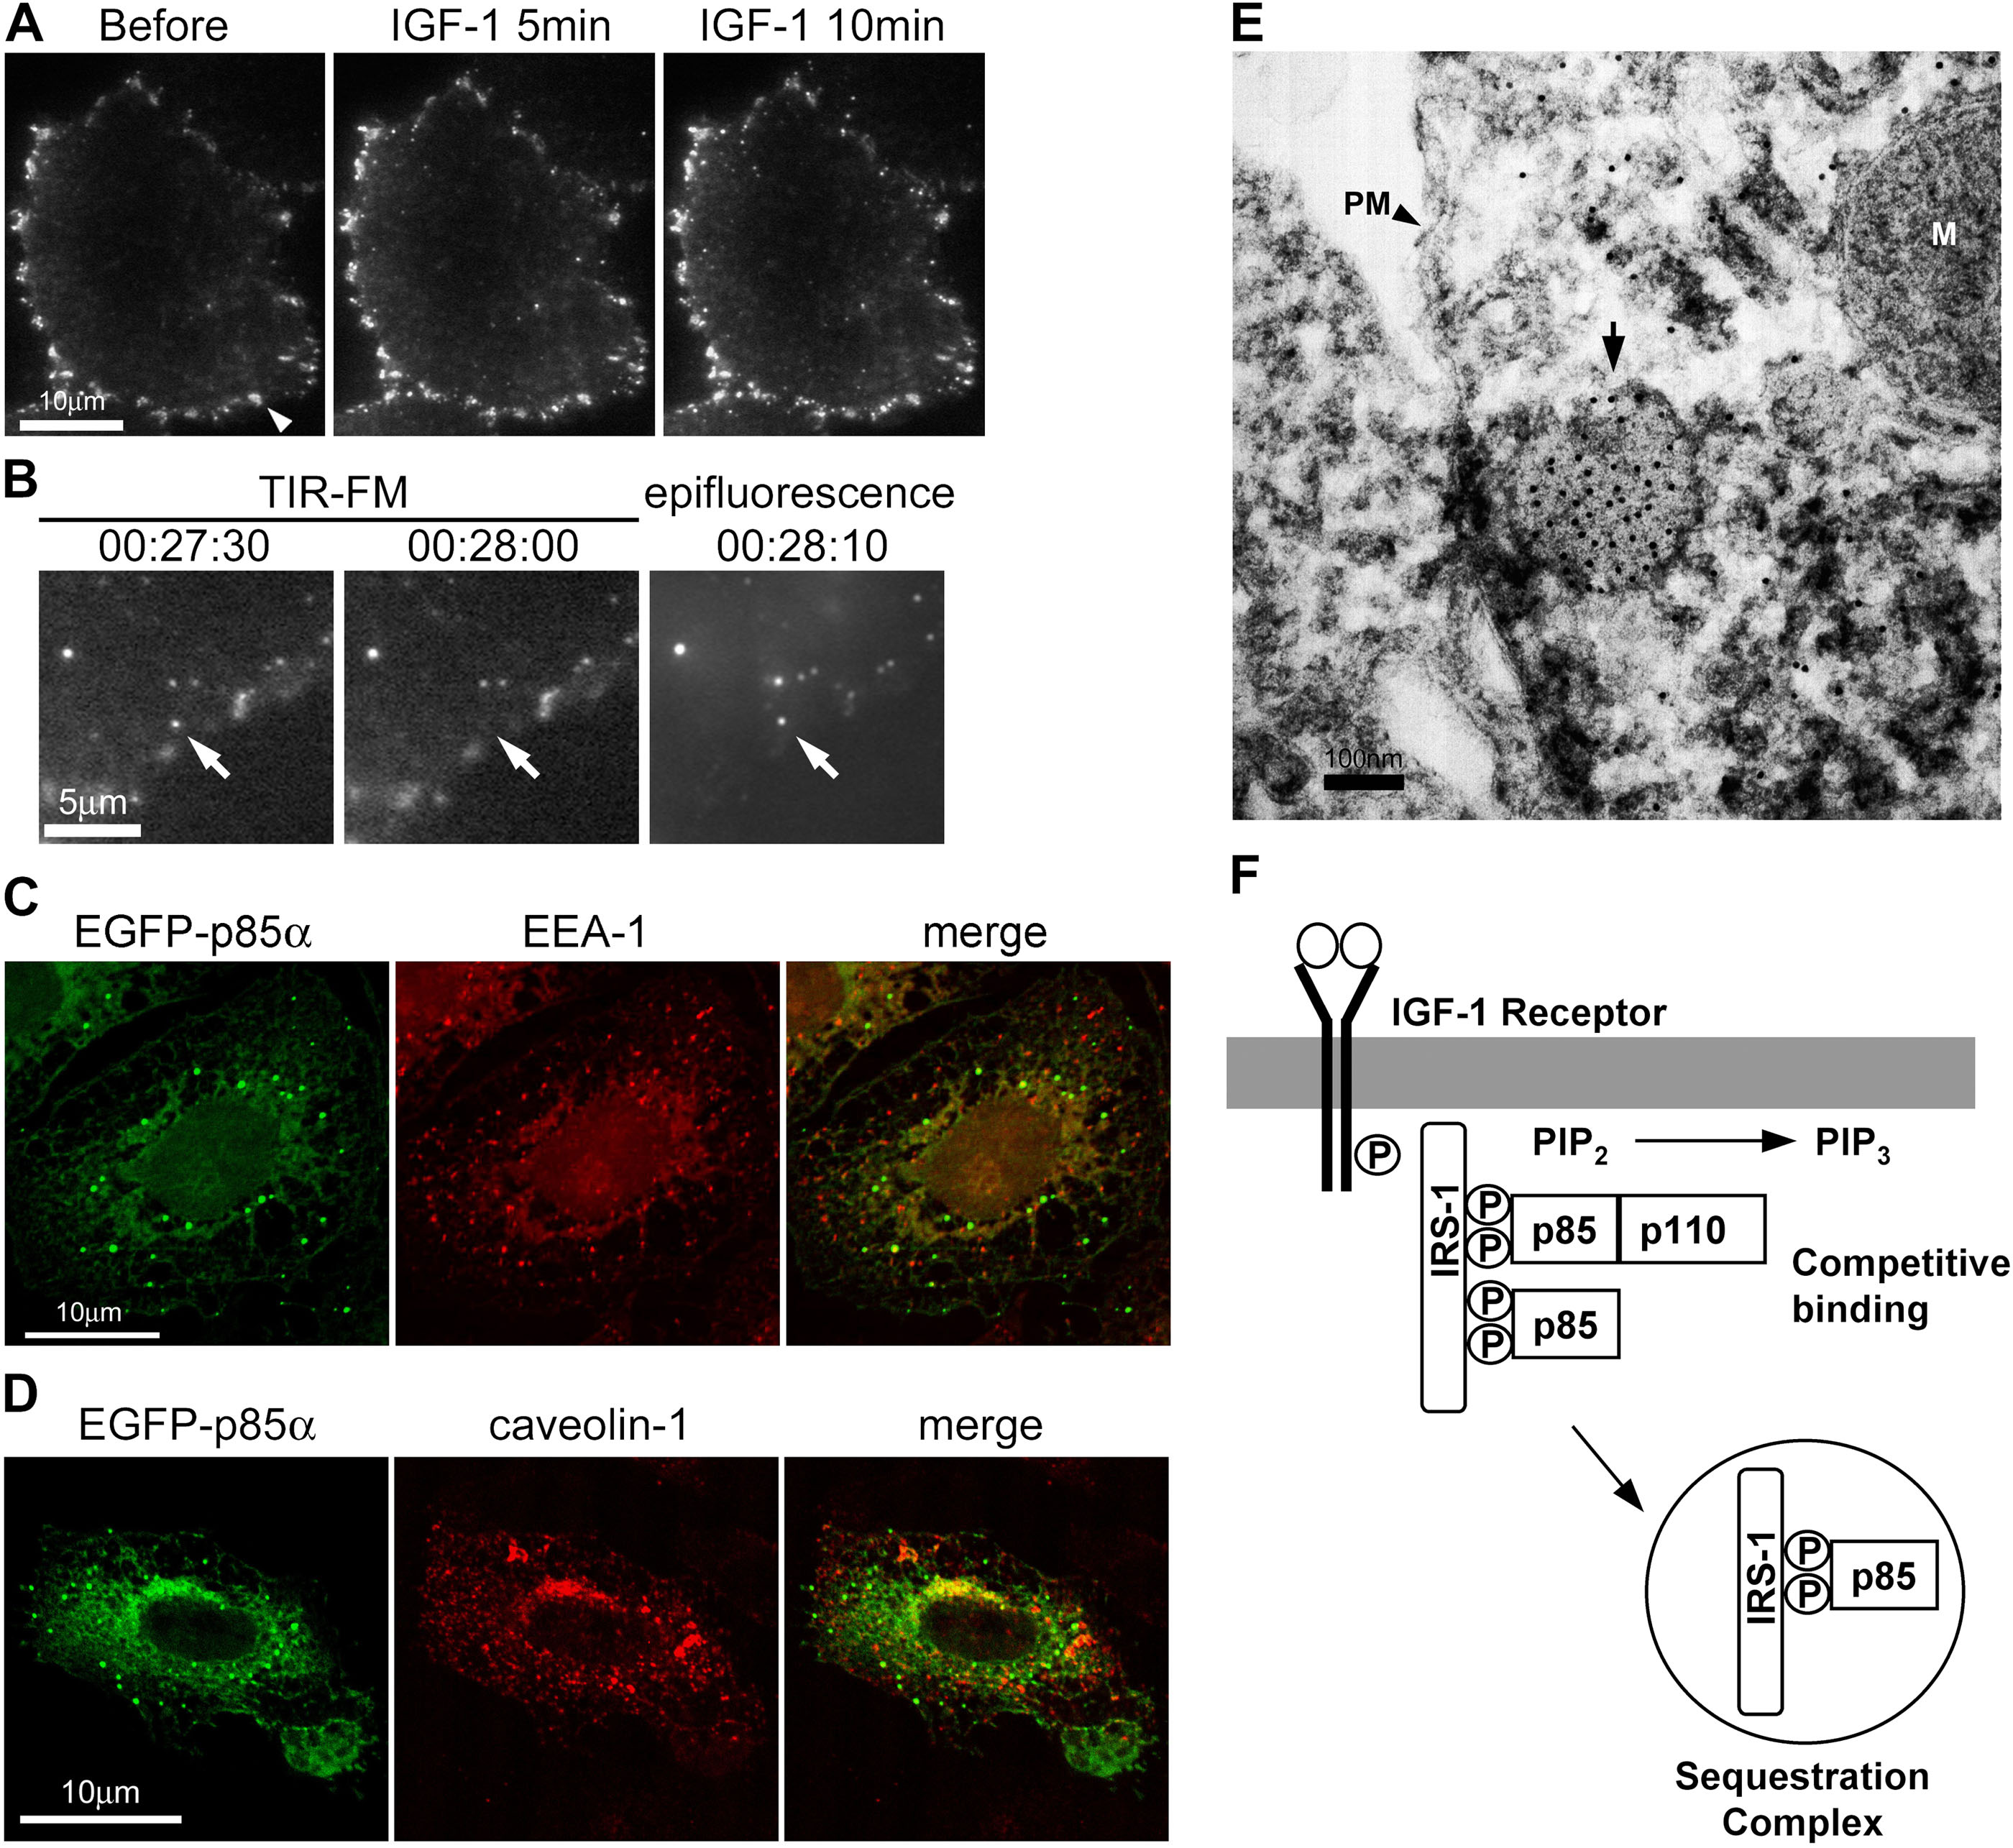 A
Before
IGF-1 5min
IGF-1 10min
10μm
B
TIR-FM
epifluorescence
00:27:30
00:28:00
00:28:10
5μm
C
EGFP-p85α
EEA-1
merge
10μm
D
EGFP-p85α
caveolin-1
merge
10μm
E
PM
M
100nm
F
IGF-1 Receptor
P
PIP2
PIP3
IRS-1
P
P
p85
p110
P
P
p85
Competitive
binding
IRS-1
P
P
p85
Sequestration
Complex